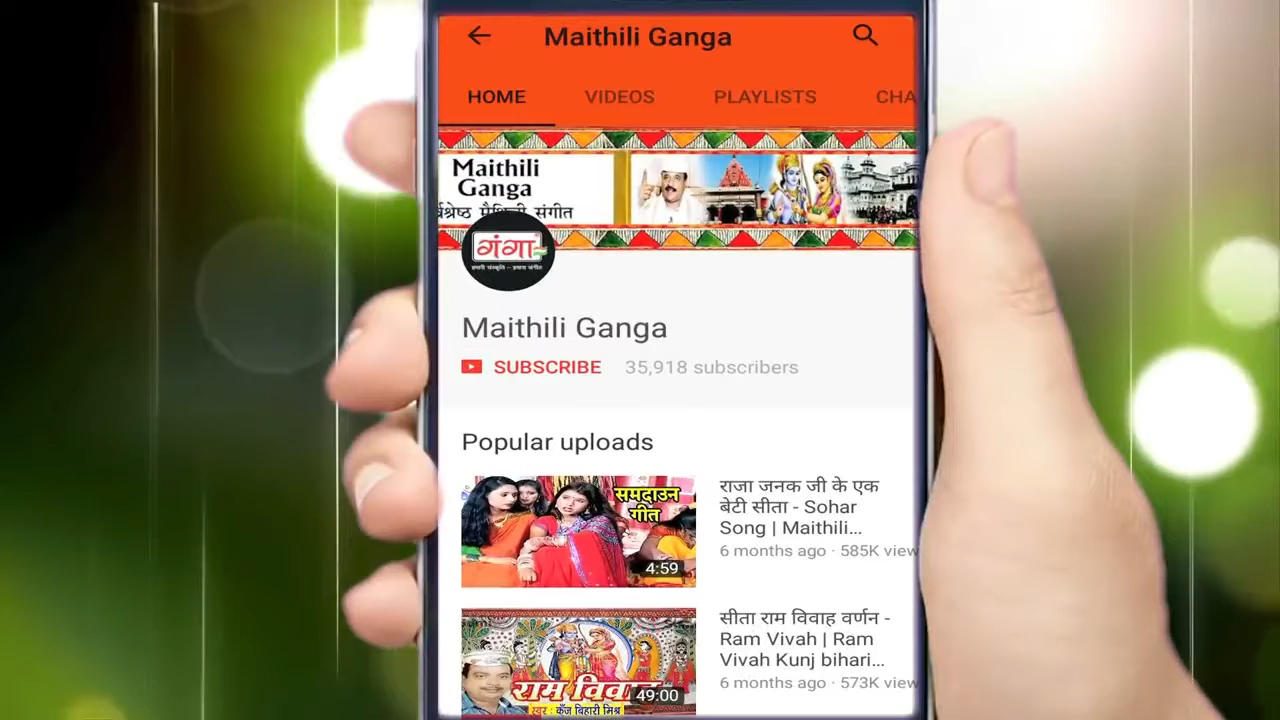 Maithili Ganga
HOME VIDEOS PLAYLISTS CHA
Maithili
Ganga
र्वश्रेष्ठ मैथिली संगीत
गंगा
हमारी संस्कृति - हमारा संगीत
Maithili Ganga
SUBSCRIBE 35,918 subscribers
Popular uploads
समदाउन
गीत
4:59
राजा जनक जी के एक
बेटी सीता - Sohar
Song | Maithili...
6 months ago · 585K view
राम विवाह
स्वर : कुँज बिहारी मिश्र
49:00
सीता राम विवाह वर्णन -
Ram Vivah | Ram
Vivah Kunj bihari...
6 months ago · 573K view